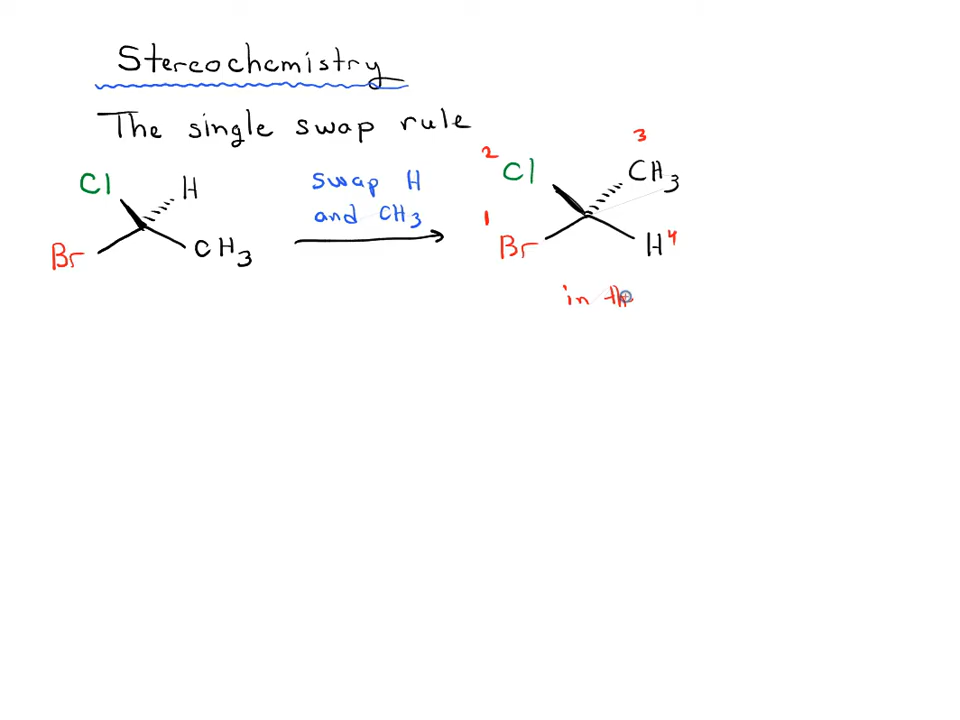 Stereochemistry
The single swap rule
Cl H
Br CH3
swap H
and CH3
3
2 Cl CH3
1
Br H 4
in the